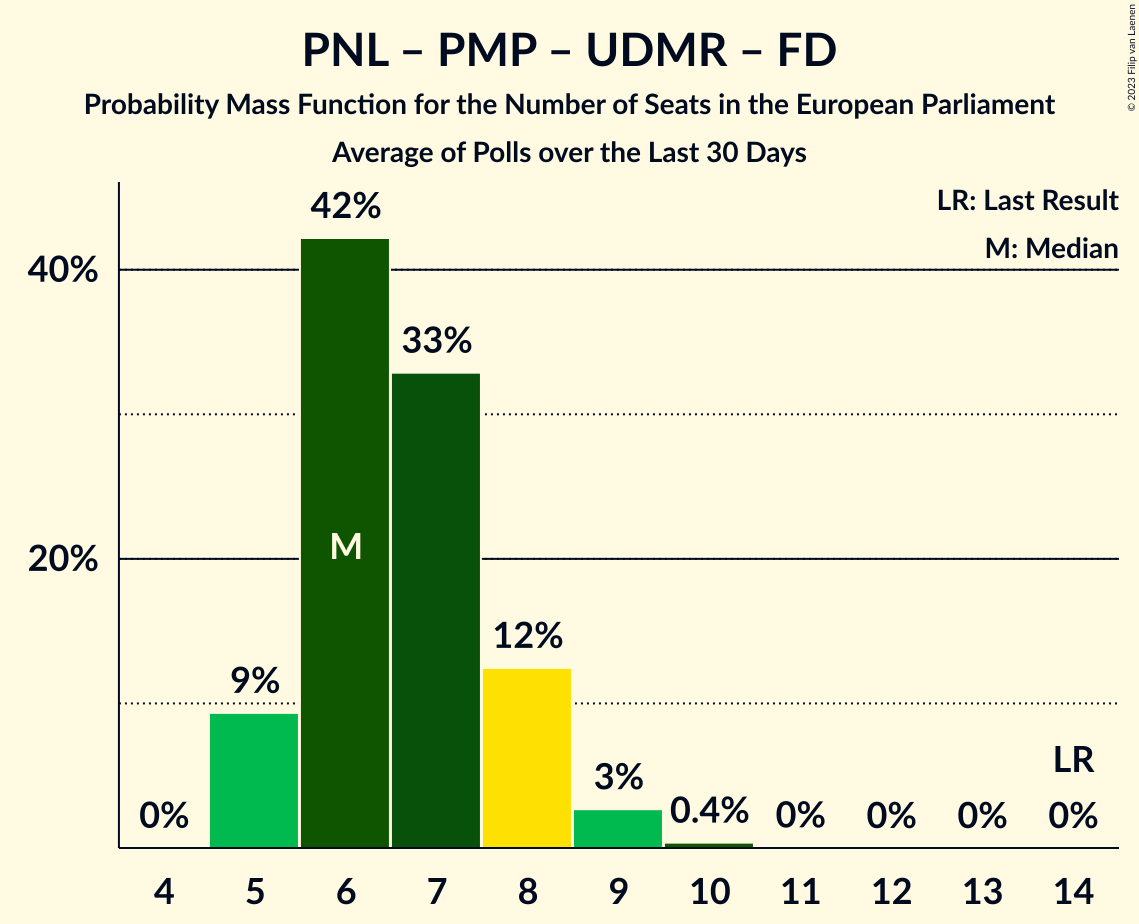 PNL – PMP – UDMR – FD
Probability Mass Function for the Number of Seats in the European Parliament
Average of Polls over the Last 30 Days
© 2023 Filip van Laenen
LR: Last Result
M: Median
42%
40%
33%
M
20%
12%
9%
LR
3%
0%
0.4%
0%
0%
0%
0%
4 5 6 7 8 9 10 11 12 13 14